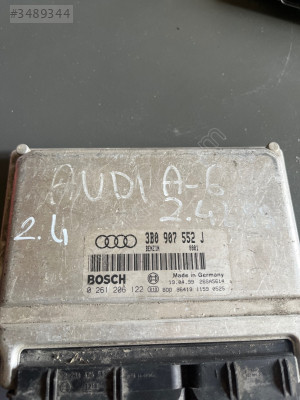 #3489344
AUDI A-6
2.4
2.4
3B0 907 552 J
BENZIN 0001
BOSCH
Made in Germany
0 261 206 122